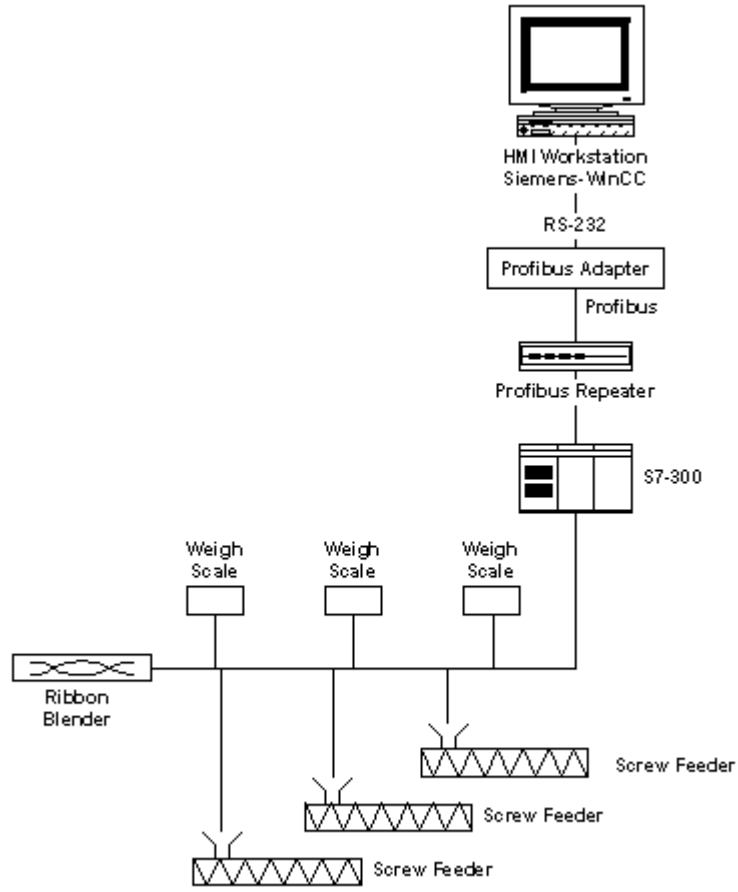 HMI Workstation
Siemens-WinCC
RS-232
Profibus Adapter
Profibus
Profibus Repeater
S7-300
Weigh
Scale
Weigh
Scale
Weigh
Scale
Ribbon
Blender
Screw Feeder
Screw Feeder
Screw Feeder